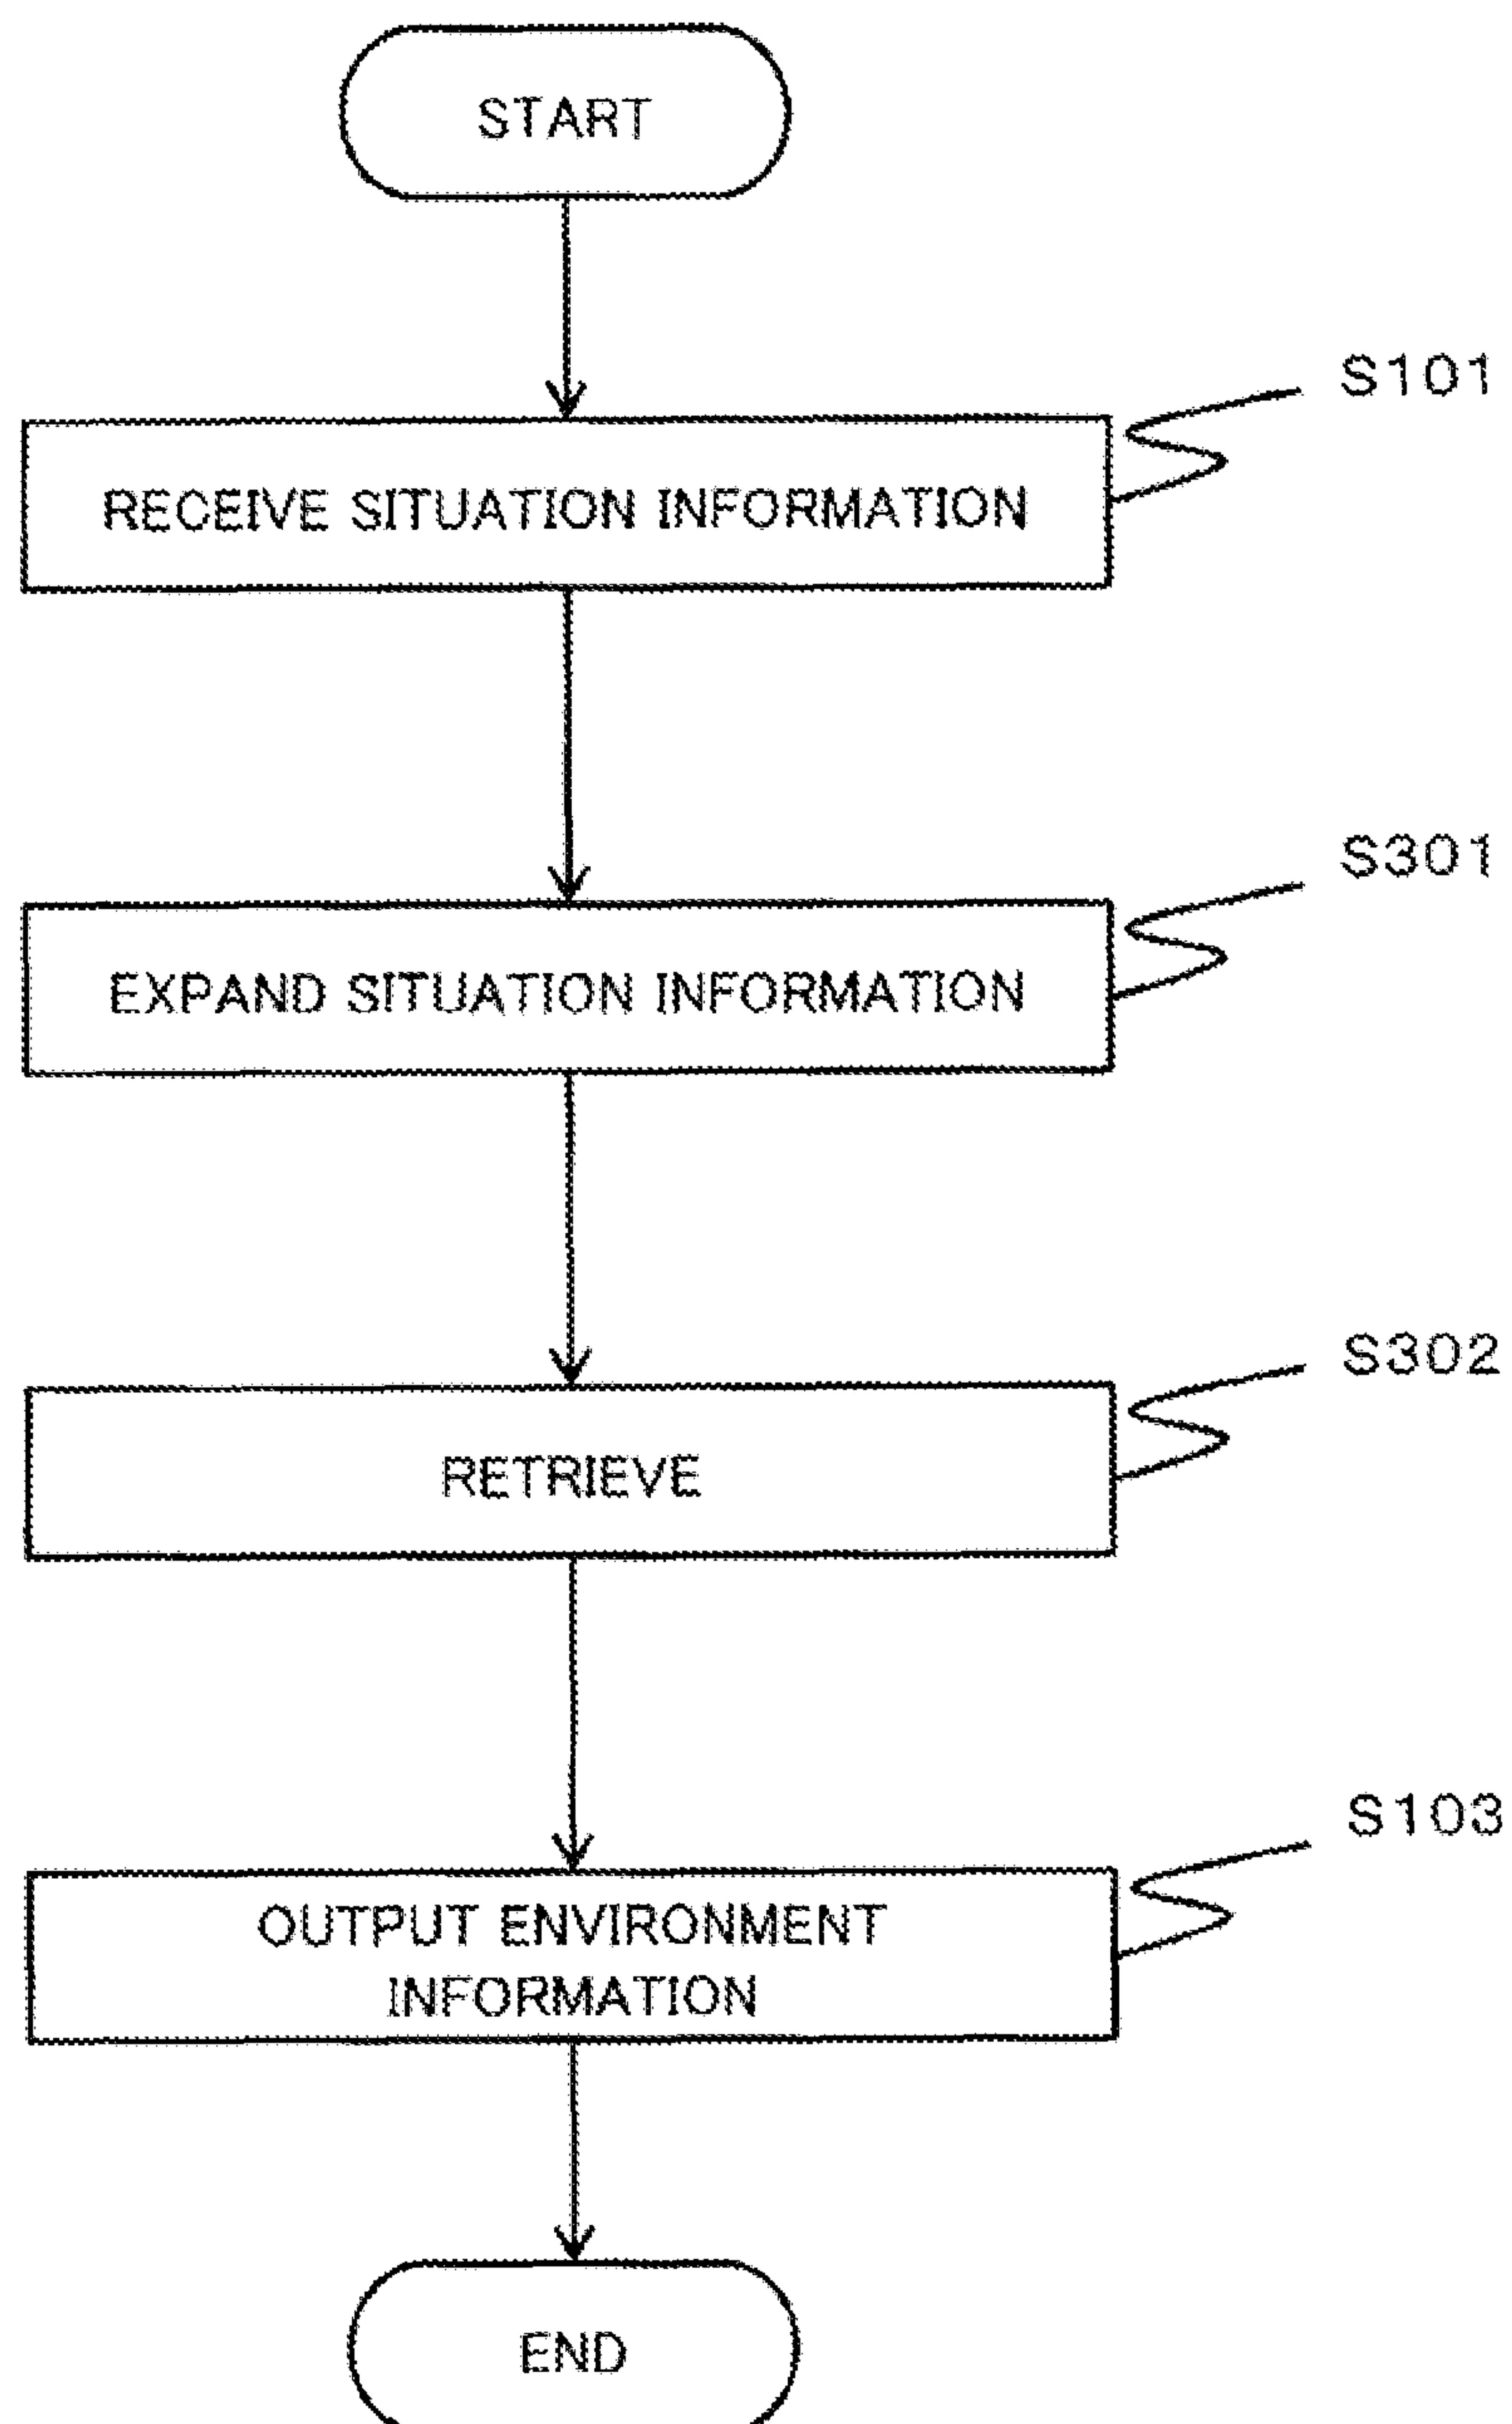 START
S101
RECEIVE SITUATION INFORMATION
S301
EXPAND SITUATION INFORMATION
S302
RETRIEVE
S103
OUTPUT ENVIRONMENT
INFORMATION
END